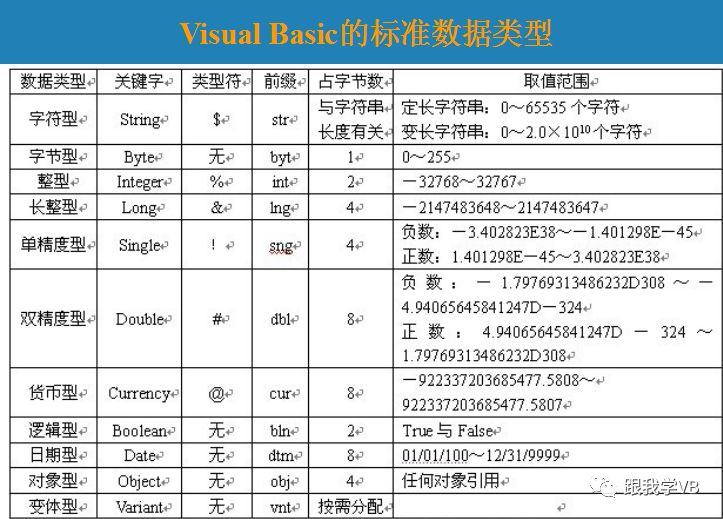 Visual Basic的标准数据类型
数据类型 关键字 类型符 前缀 占字节数 取值范围
字符型 String $ str 与字符串 定长字符串：0～65535 个字符
长度有关 变长字符串：0～2.0×10¹⁰个字符
字节型 Byte 无 byt 1 0～255
整型 Integer % int 2 －32768～32767
长整型 Long & lng 4 －2147483648～2147483647
单精度型 Single ! sng 4 负数：－3.402823E38～－1.401298E－45
正数：1.401298E－45～3.402823E38
双精度型 Double # dbl 8 负数：－1.79769313486232D308～－
4.94065645841247D－324
正数：4.94065645841247D－324～
1.79769313486232D308
货币型 Currency @ cur 8 －922337203685477.5808～
922337203685477.5807
逻辑型 Boolean 无 bln 2 True 与 False
日期型 Date 无 dtm 8 01/01/100～12/31/9999
对象型 Object 无 obj 4 任何对象引用
变体型 Variant 无 vnt 按需分配
跟我学VB